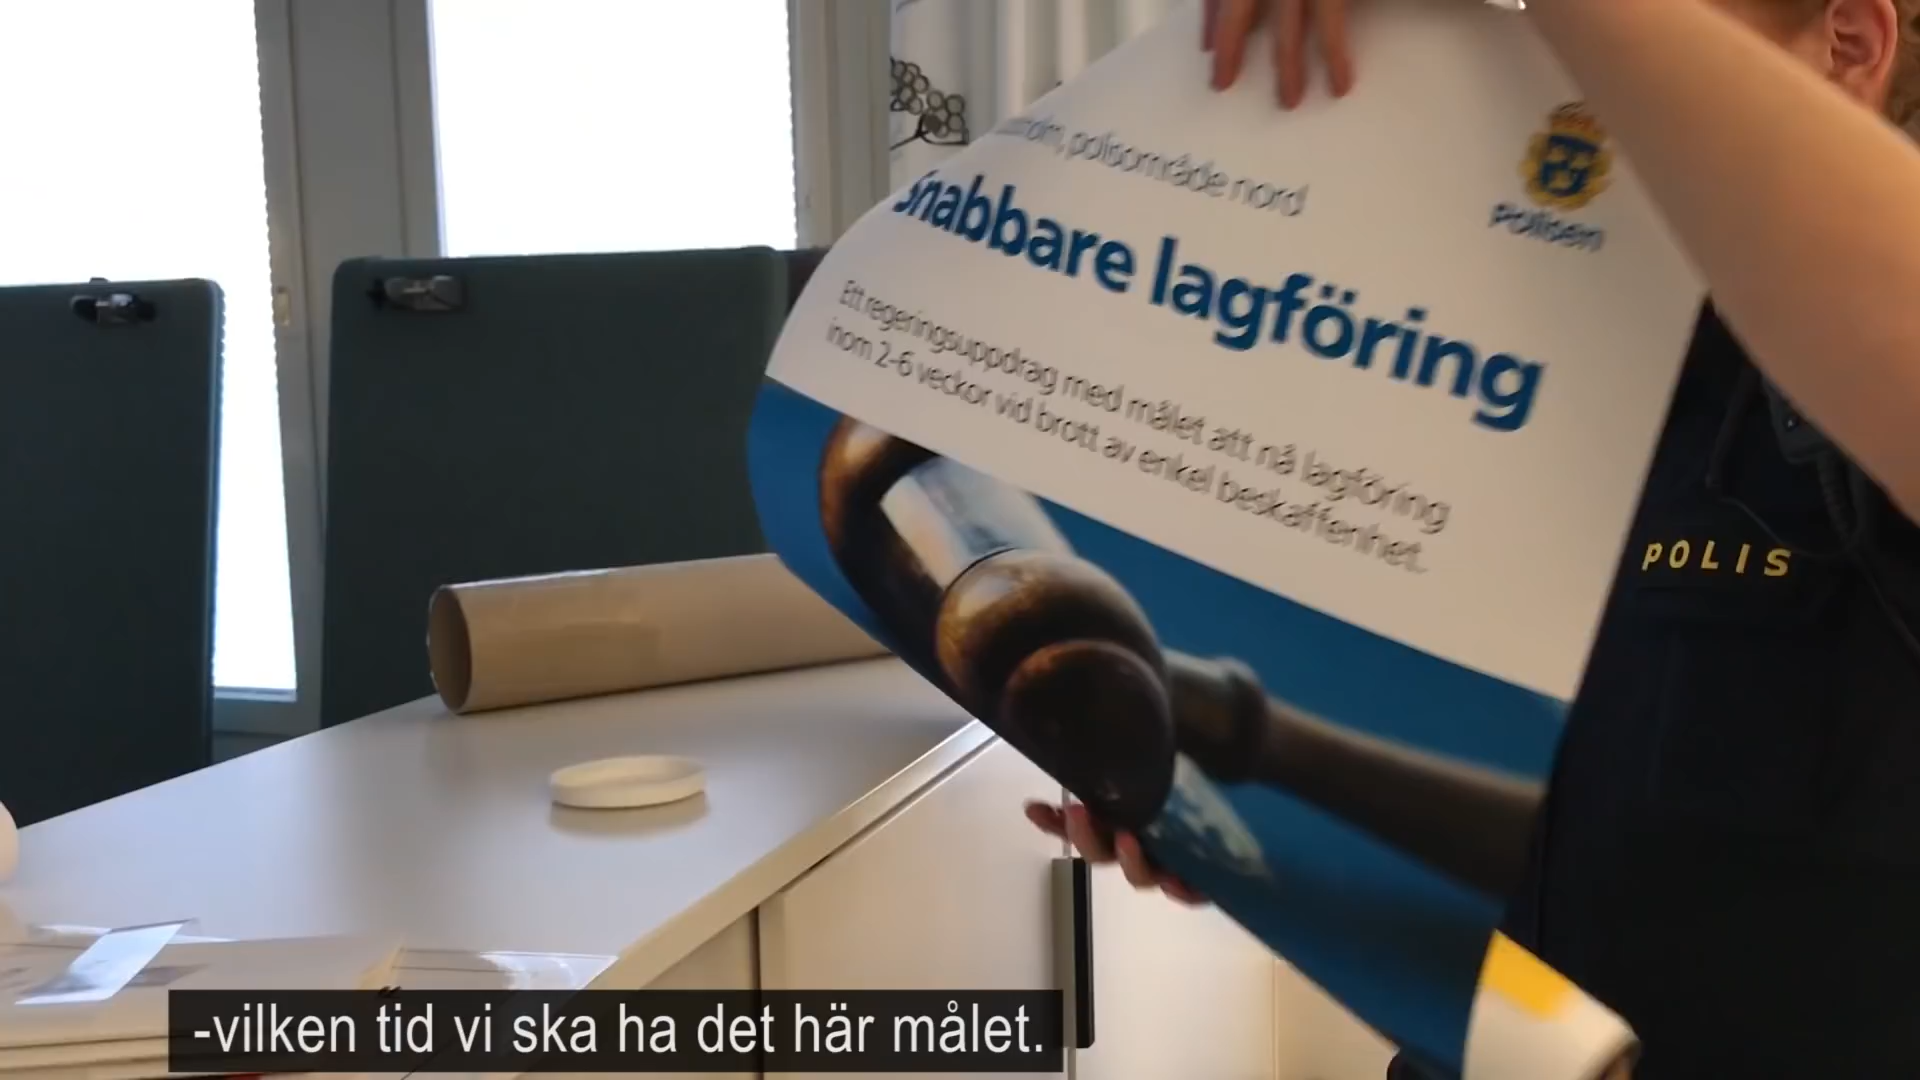 polisområde nord
Polisen
Snabbare lagföring
Ett regeringsuppdrag med målet att nå lagföring
inom 2-6 veckor vid brott av enkel beskaffenhet.
POLIS
-vilken tid vi ska ha det här målet.